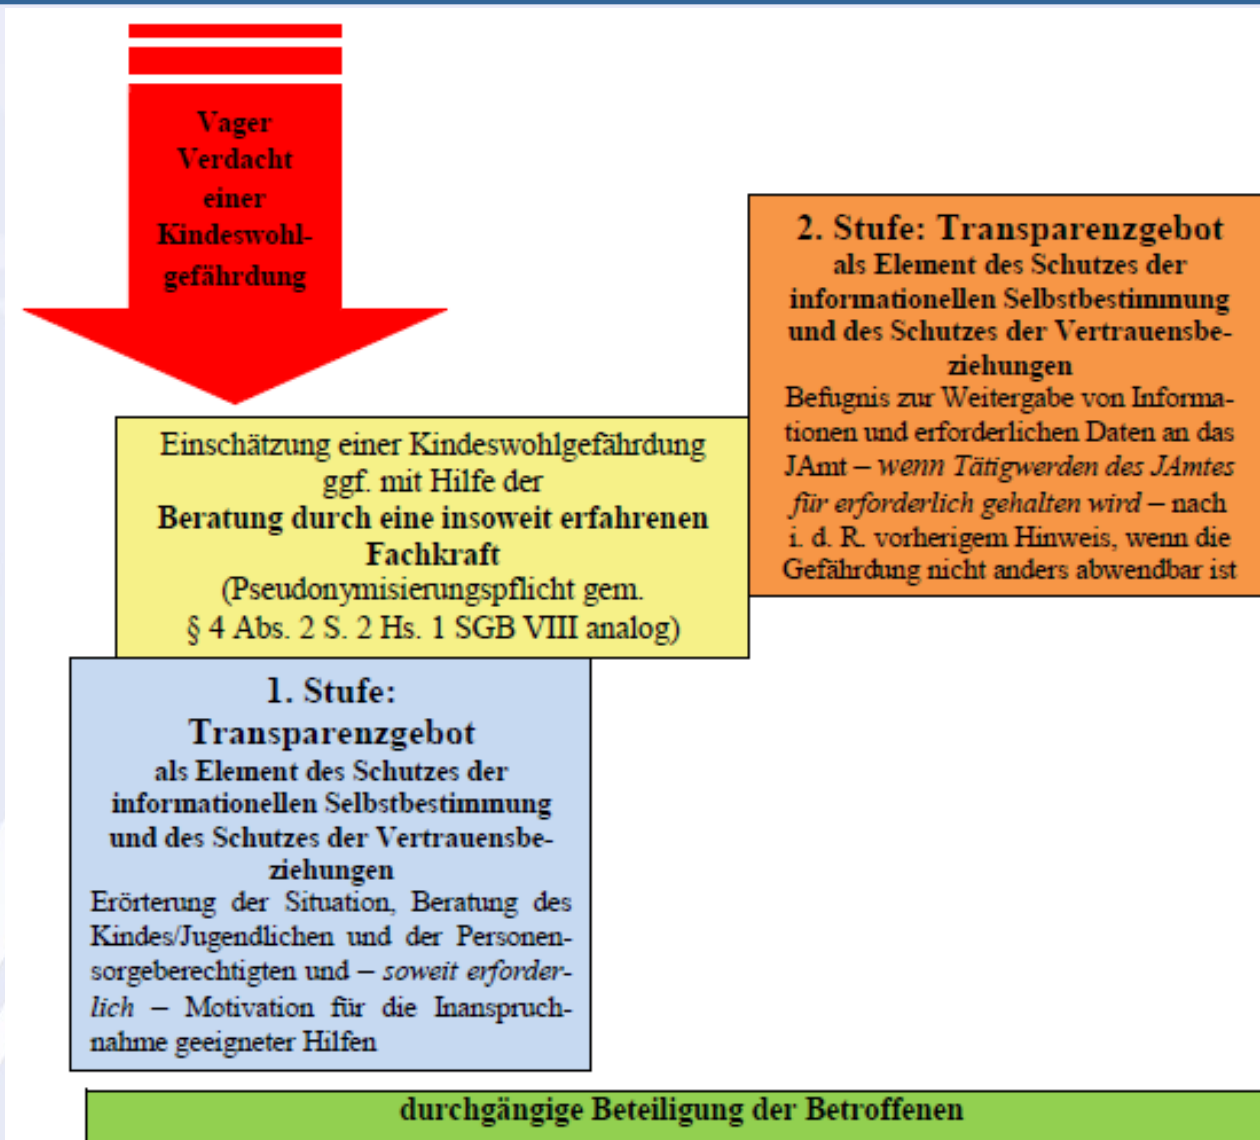 Vager
Verdacht
einer
Kindeswohl-
gefährdung
2. Stufe: Transparenzgebot
als Element des Schutzes der
informationellen Selbstbestimmung
und des Schutzes der Vertrauensbe-
ziehungen
Befugnis zur Weitergabe von Informa-
tionen und erforderlichen Daten an das
JAmt – wenn Tätigwerden des JAmtes
für erforderlich gehalten wird – nach
i. d. R. vorherigem Hinweis, wenn die
Gefährdung nicht anders abwendbar ist
Einschätzung einer Kindeswohlgefährdung
ggf. mit Hilfe der
Beratung durch eine insoweit erfahrenen
Fachkraft
(Pseudonymisierungspflicht gem.
§ 4 Abs. 2 S. 2 Hs. 1 SGB VIII analog)
1. Stufe:
Transparenzgebot
als Element des Schutzes der
informationellen Selbstbestimmung
und des Schutzes der Vertrauensbe-
ziehungen
Erörterung der Situation, Beratung des
Kindes/Jugendlichen und der Personen-
sorgeberechtigten und – soweit erforder-
lich – Motivation für die Inanspruch-
nahme geeigneter Hilfen
durchgängige Beteiligung der Betroffenen